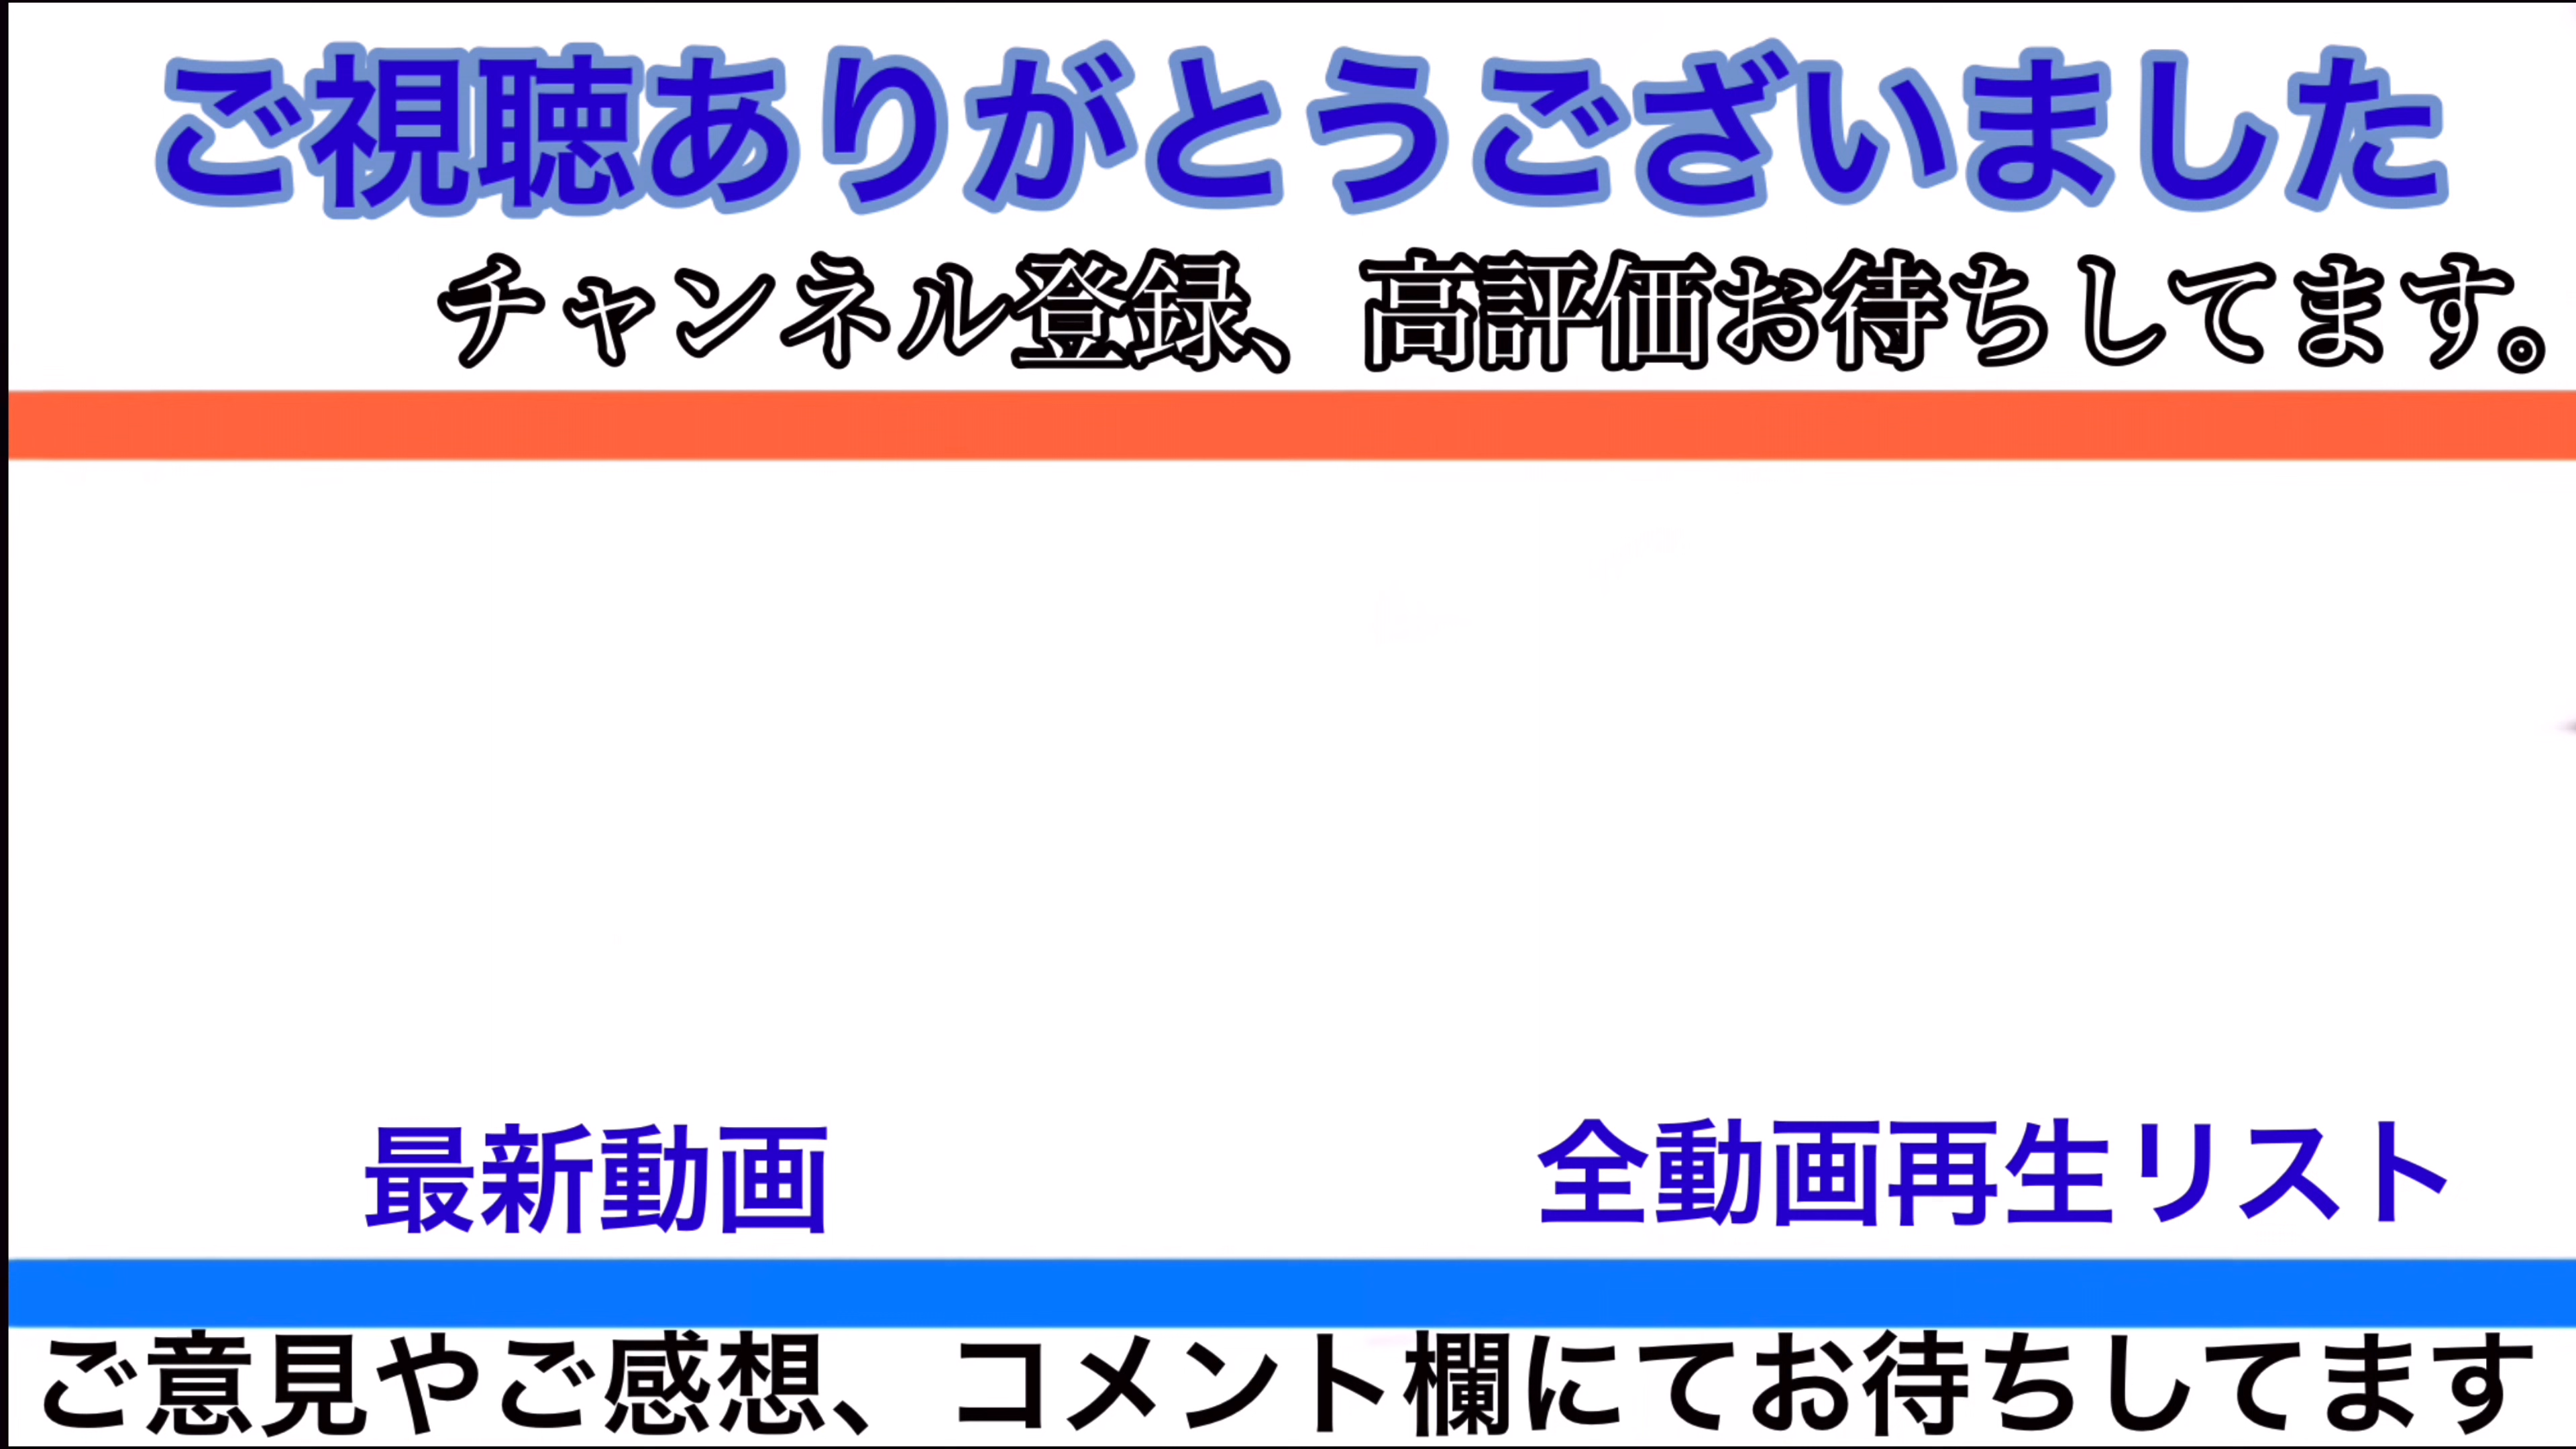 ご視聴ありがとうございました
チャンネル登録、高評価お待ちしてます。
最新動画
全動画再生リスト
ご意見やご感想、コメント欄にてお待ちしてます